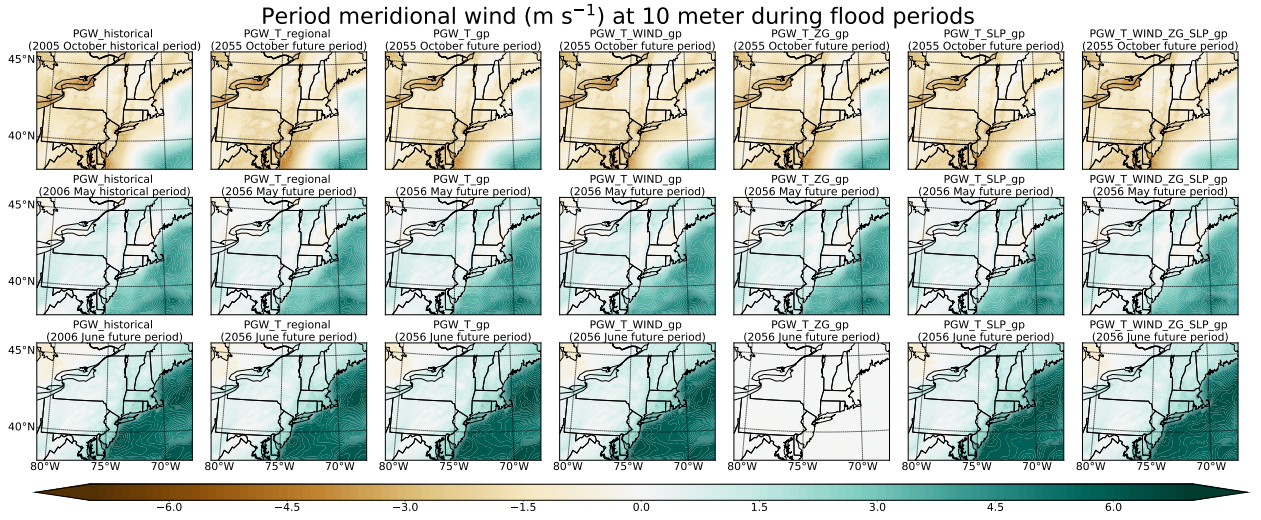 Period meridional wind (m s⁻¹) at 10 meter during flood periods
PGW_historical PGW_T_regional PGW_T_gp PGW_T_WIND_gp PGW_T_ZG_gp PGW_T_SLP_gp PGW_T_WIND_ZG_SLP_gp
(2005 October historical period) (2055 October future period) (2055 October future period) (2055 October future period) (2055 October future period) (2055 October future period) (2055 October future period)
45°N
40°N
PGW_historical PGW_T_regional PGW_T_gp PGW_T_WIND_gp PGW_T_ZG_gp PGW_T_SLP_gp PGW_T_WIND_ZG_SLP_gp
(2006 May historical period) (2056 May future period) (2056 May future period) (2056 May future period) (2056 May future period) (2056 May future period) (2056 May future period)
45°N
40°N
PGW_historical PGW_T_regional PGW_T_gp PGW_T_WIND_gp PGW_T_ZG_gp PGW_T_SLP_gp PGW_T_WIND_ZG_SLP_gp
(2006 June future period) (2056 June future period) (2056 June future period) (2056 June future period) (2056 June future period) (2056 June future period) (2056 June future period)
45°N
40°N
80°W 75°W 70°W 80°W 75°W 70°W 80°W 75°W 70°W 80°W 75°W 70°W 80°W 75°W 70°W 80°W 75°W 70°W 80°W 75°W 70°W
−6.0 −4.5 −3.0 −1.5 0.0 1.5 3.0 4.5 6.0